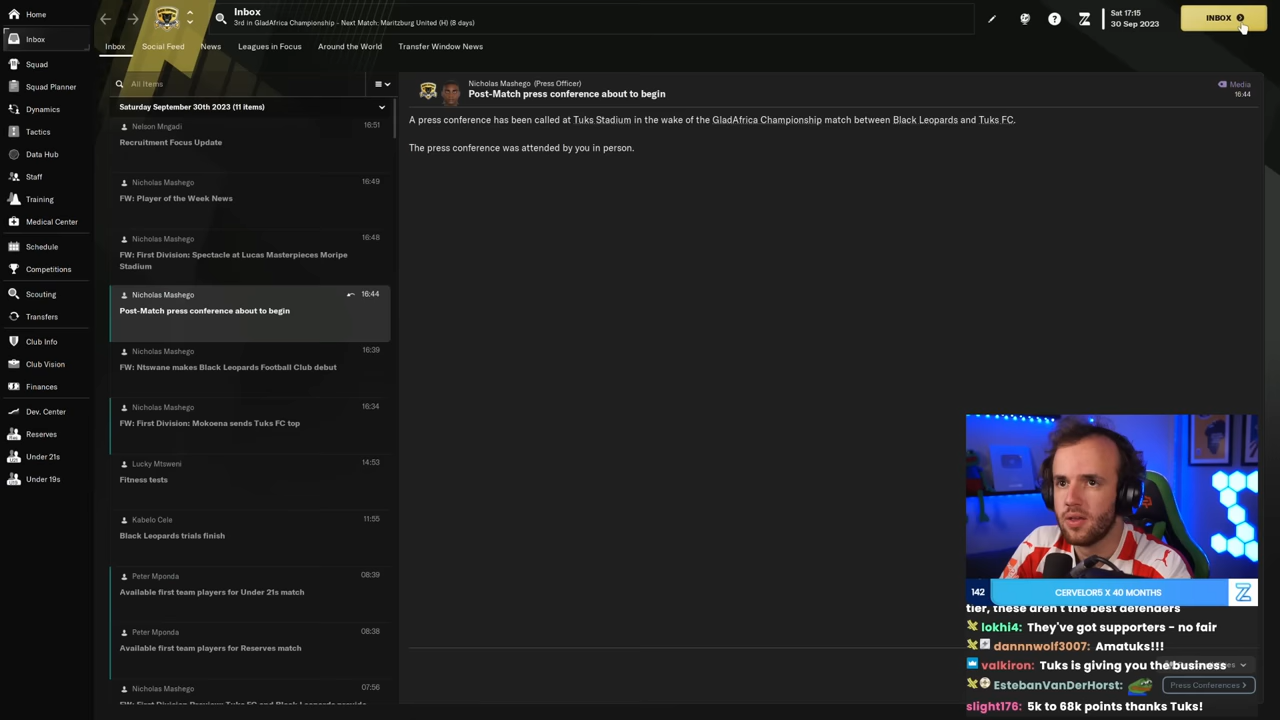 Home
Inbox
Squad
Squad Planner
Dynamics
Tactics
Data Hub
Staff
Training
Medical Center
Schedule
Competitions
Scouting
Transfers
Club Info
Club Vision
Finances
Dev. Center
Reserves
Under 21s
Under 19s
Inbox
3rd in GladAfrica Championship - Next Match: Maritzburg United (H) (8 days)
Sat 17:15
30 Sep 2023
INBOX
Inbox
Social Feed
News
Leagues in Focus
Around the World
Transfer Window News
All Items
Saturday September 30th 2023 (11 items)
Nelson Mngadi
16:51
Recruitment Focus Update
Nicholas Mashego
16:49
FW: Player of the Week News
Nicholas Mashego
16:48
FW: First Division: Spectacle at Lucas Masterpieces Moripe
Stadium
Nicholas Mashego
16:44
Post-Match press conference about to begin
Nicholas Mashego
16:39
FW: Ntswane makes Black Leopards Football Club debut
Nicholas Mashego
16:34
FW: First Division: Mokoena sends Tuks FC top
Lucky Mtsweni
14:53
Fitness tests
Kabelo Cele
11:55
Black Leopards trials finish
Peter Mponda
08:39
Available first team players for Under 21s match
Peter Mponda
08:38
Available first team players for Reserves match
Nicholas Mashego
07:56
FW: First Division Preview: Tuks FC and Black Leopards provide
Nicholas Mashego (Press Officer)
Post-Match press conference about to begin
Media
16:44
A press conference has been called at Tuks Stadium in the wake of the GladAfrica Championship match between Black Leopards and Tuks FC.
The press conference was attended by you in person.
142
CERVELOR5 X 40 MONTHS
Z
tier, these aren't the best defenders
lokhi4: They've got supporters - no fair
dannnwolf3007: Amatuks!!!
valkiron: Tuks is giving you the business
EstebanVanDerHorst:
Press Conferences
slight176: 5k to 68k points thanks Tuks!